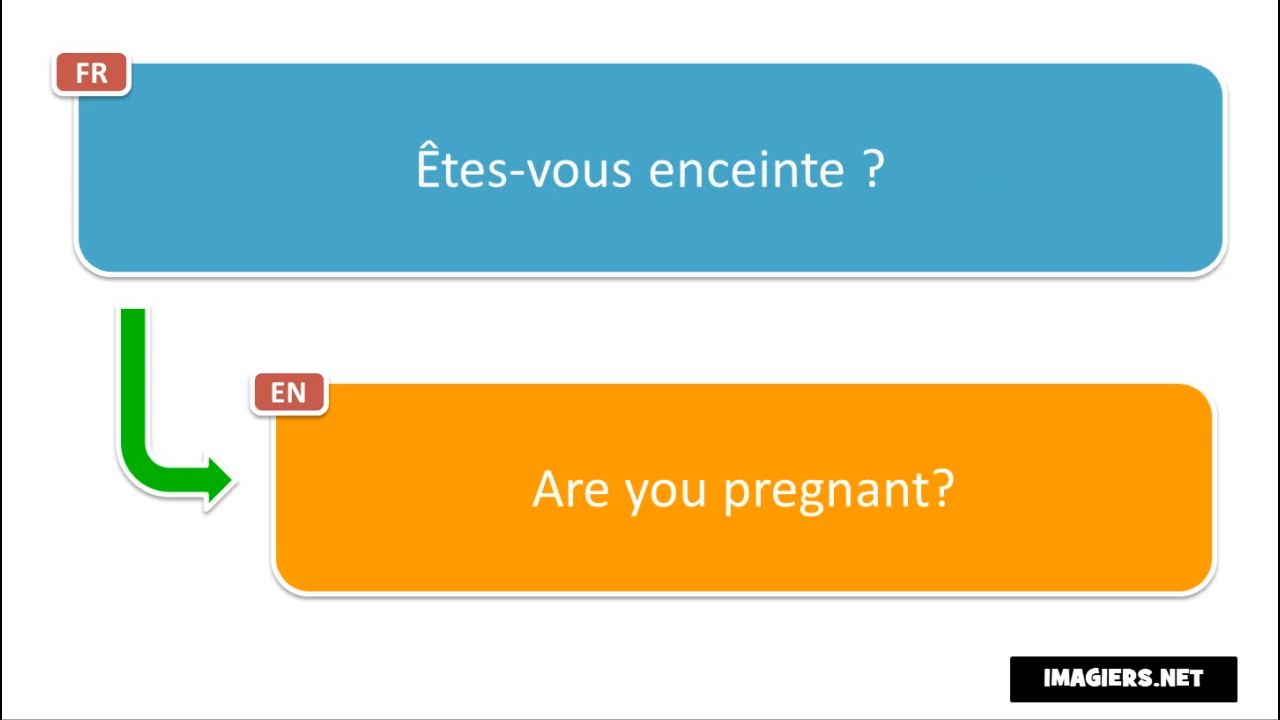 FR
Êtes-vous enceinte ?
EN
Are you pregnant?
IMAGIERS.NET